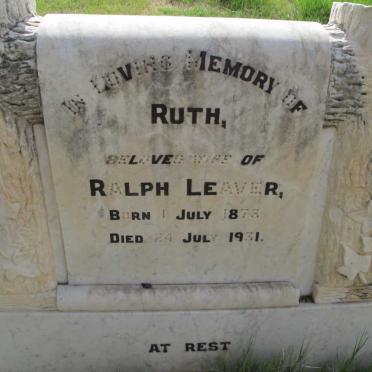 In Loving Memory of
Ruth,
beloved wife of
Ralph Leaver,
Born 1 July 1873
Died 24 July 1931.
AT REST